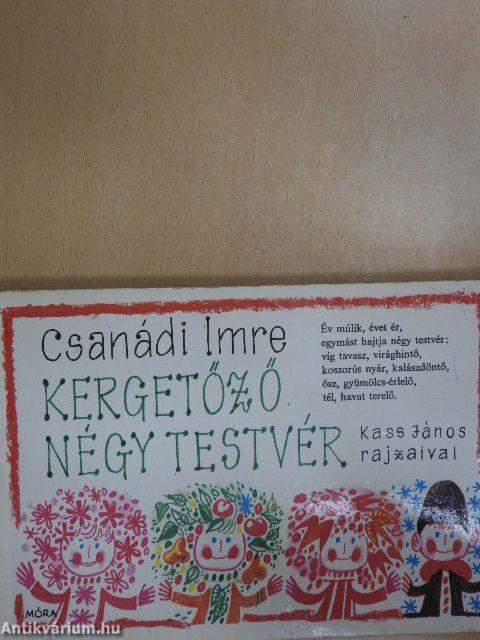 Csanádi Imre
KERGETŐZŐ
NÉGY TESTVÉR
Év múlik, évet ér,
egymást hajtja négy testvér:
víg tavasz, virághintő,
koszorús nyár, kalászdöntő,
ősz, gyümölcs-érlelő,
tél, havat terelő.
Kass János
rajzaival
MÓRA
Antikvárium.hu